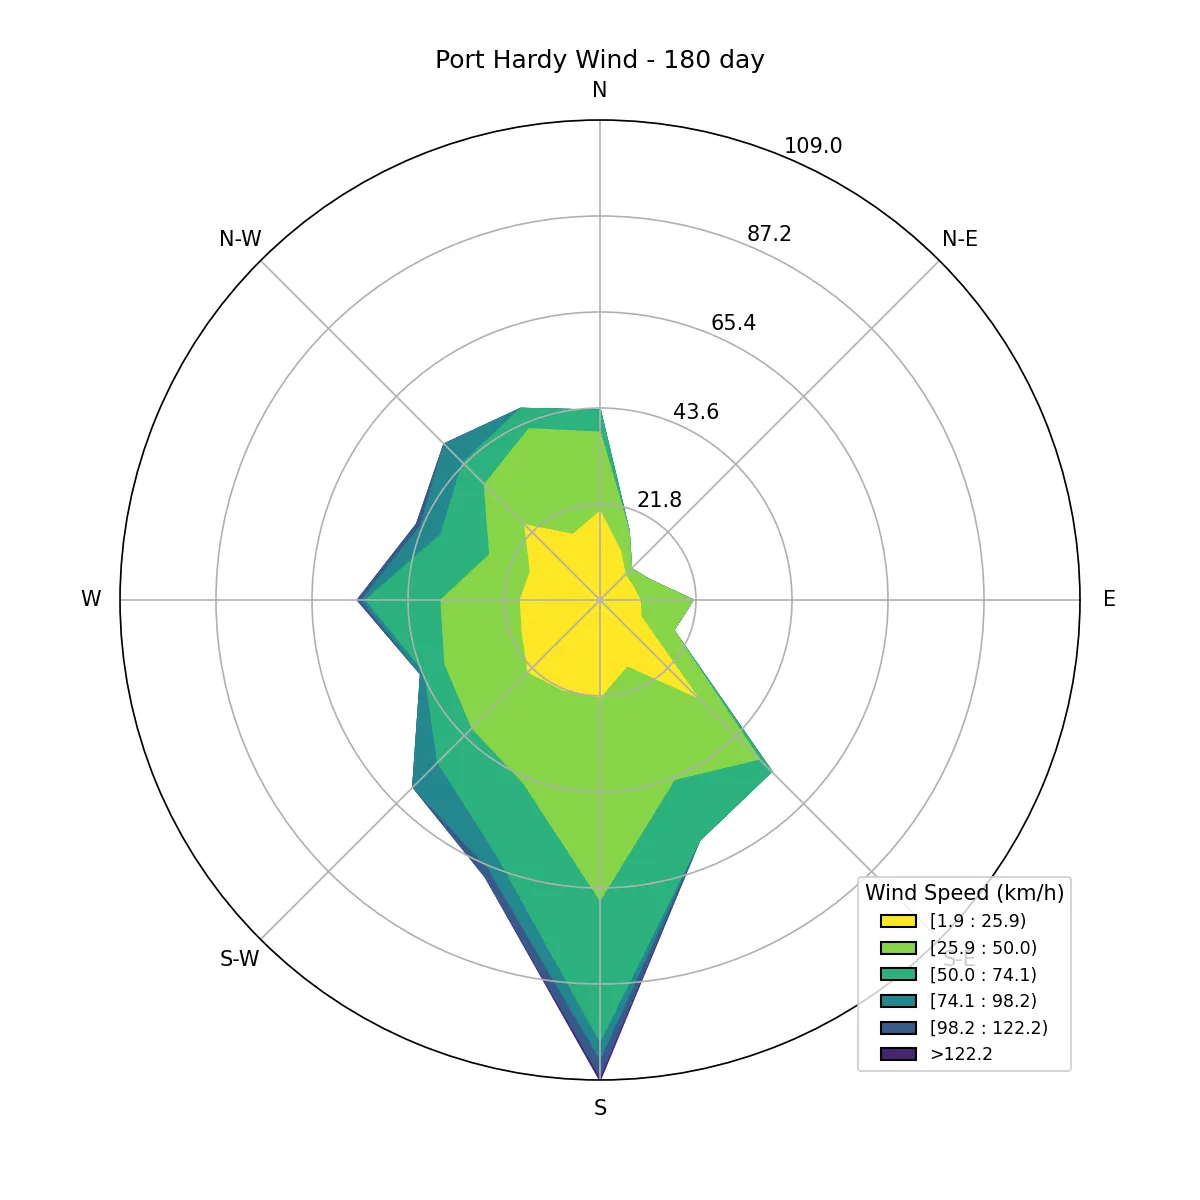 Port Hardy Wind - 180 day
N
109.0
87.2
N-W
N-E
65.4
43.6
21.8
W
E
Wind Speed (km/h)
[1.9 : 25.9)
[25.9 : 50.0)
S-W
S-E
[50.0 : 74.1)
[74.1 : 98.2)
[98.2 : 122.2)
>122.2
S